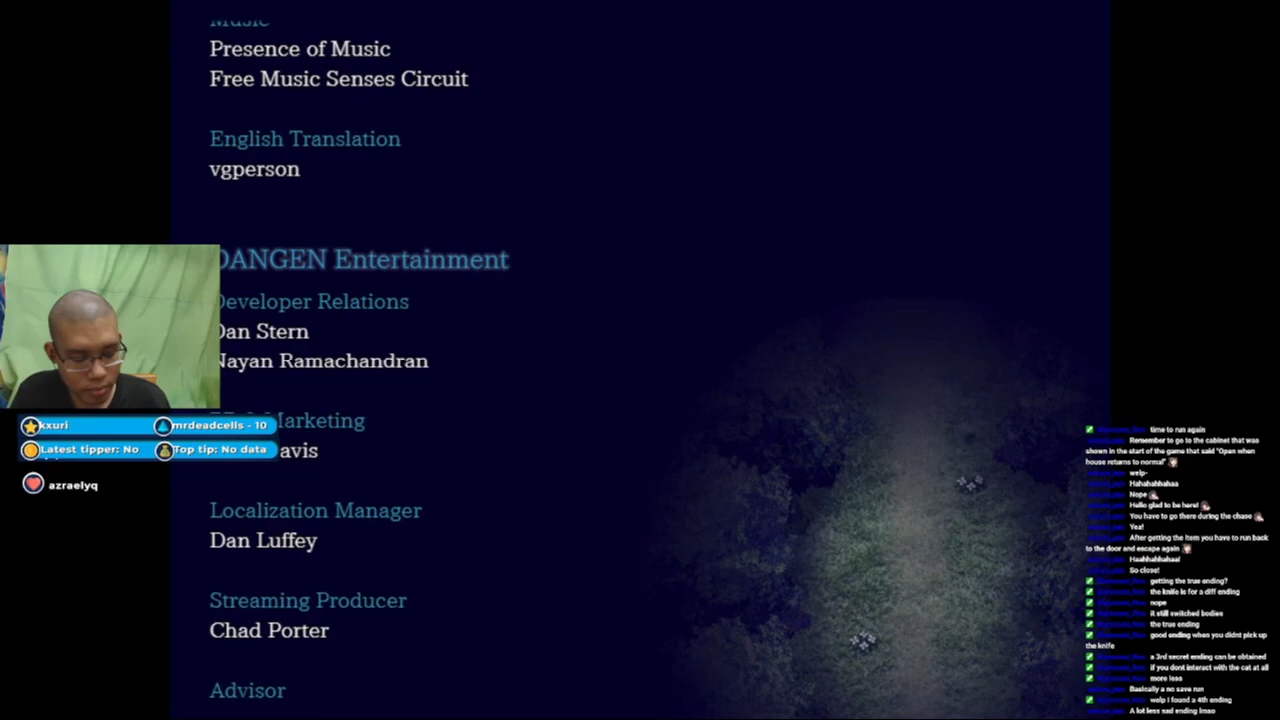 Music
Presence of Music
Free Music Senses Circuit
English Translation
vgperson
DANGEN Entertainment
Developer Relations
Dan Stern
Nayan Ramachandran
Marketing
avis
Localization Manager
Dan Luffey
Streaming Producer
Chad Porter
Advisor
kxuri
mrdeadcells - 10
Latest tipper: No
Top tip: No data
azraelyq
time to run again
Remember to go to the cabinet that was
shown in the start of the game that said "Open when
house returns to normal"
welp-
Hahahahhahaa
Nope
Hello glad to be here!
You have to go there during the chase
Yea!
After getting the item you have to run back
to the door and escape again
Haahhahhahaa!
So close!
getting the true ending?
the knife is for a diff ending
nope
it still switched bodies
the true ending
good ending when you didnt pick up
the knife
a 3rd secret ending can be obtained
if you dont interact with the cat at all
more less
Basically a no save run
welp I found a 4th ending
A lot less sad ending lmao